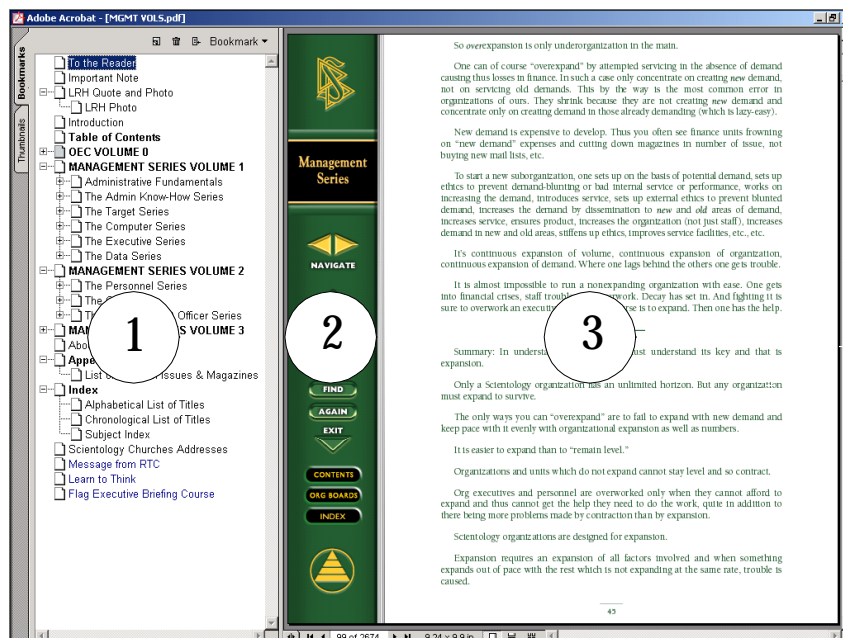 Adobe Acrobat - [MGMT VOLS.pdf]
Bookmarks
Thumbnails
Bookmark
To the Reader
Important Note
LRH Quote and Photo
LRH Photo
Introduction
Table of Contents
OEC VOLUME 0
MANAGEMENT SERIES VOLUME 1
Administrative Fundamentals
The Admin Know-How Series
The Target Series
The Computer Series
The Executive Series
The Data Series
MANAGEMENT SERIES VOLUME 2
The Personnel Series
The
Officer Series
VOLUME 3
List Issues & Magazines
Index
Alphabetical List of Titles
Chronological List of Titles
Subject Index
Scientology Churches Addresses
Message from RTC
Learn to Think
Flag Executive Briefing Course
1
Management
Series
NAVIGATE
2
FIND
AGAIN
EXIT
CONTENTS
ORG BOARDS
INDEX
So overexpansion is only underorganization in the main.
One can of course "overexpand" by attempted servicing in the absence of demand
causing thus losses in finance. In such a case only concentrate on creating new demand,
not on servicing old demands. This by the way is the most common error in
organizations of ours. They shrink because they are not creating new demand and
concentrate only on creating demand in those already demanding (which is lazy-easy).
New demand is expensive to develop. Thus you often see finance units frowning
on "new demand" expenses and cutting down magazines in number of issue, not
buying new mail lists, etc.
To start a new suborganization, one sets up on the basis of potential demand, sets up
ethics to prevent demand-blunting or bad internal service or performance, works on
increasing the demand, introduces service, sets up external ethics to prevent blunted
demand, increases the demand by dissemination to new and old areas of demand,
increases service, ensures product, increases the organization (not just staff), increases
demand in new and old areas, stiffens up ethics, improves service facilities, etc., etc.
It's continuous expansion of volume, continuous expansion of organization,
continuous expansion of demand. Where one lags behind the others one gets trouble.
It is almost impossible to run a nonexpanding organization with ease. One gets
into financial crises, staff work. Decay has set in. And fighting it is
sure to overwork an is to expand. Then one has the help.
3
Summary: In must understand its key and that is
expansion.
Only a Scientology organization has an unlimited horizon. But any organization
must expand to survive.
The only ways you can "overexpand" are to fail to expand with new demand and
keep pace with it evenly with organizational expansion as well as numbers.
It is easier to expand than to "remain level."
Organizations and units which do not expand cannot stay level and so contract.
Org executives and personnel are overworked only when they cannot afford to
expand and thus cannot get the help they need to do the work, quite in addition to
there being more problems made by contraction than by expansion.
Scientology organizations are designed for expansion.
Expansion requires an expansion of all factors involved and when something
expands out of pace with the rest which is not expanding at the same rate, trouble is
caused.
45
99 of 2674
9.24 x 9.9 in